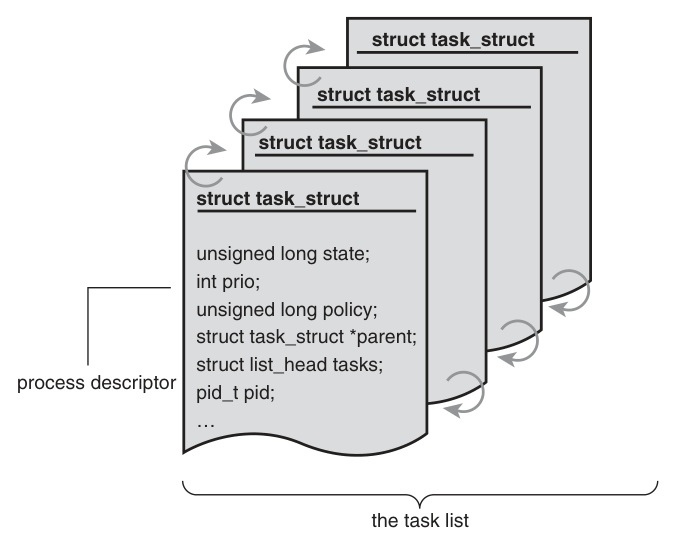 struct task_struct
struct task_struct
struct task_struct
struct task_struct
unsigned long state;
int prio;
unsigned long policy;
struct task_struct *parent;
struct list_head tasks;
pid_t pid;
...
process descriptor
the task list